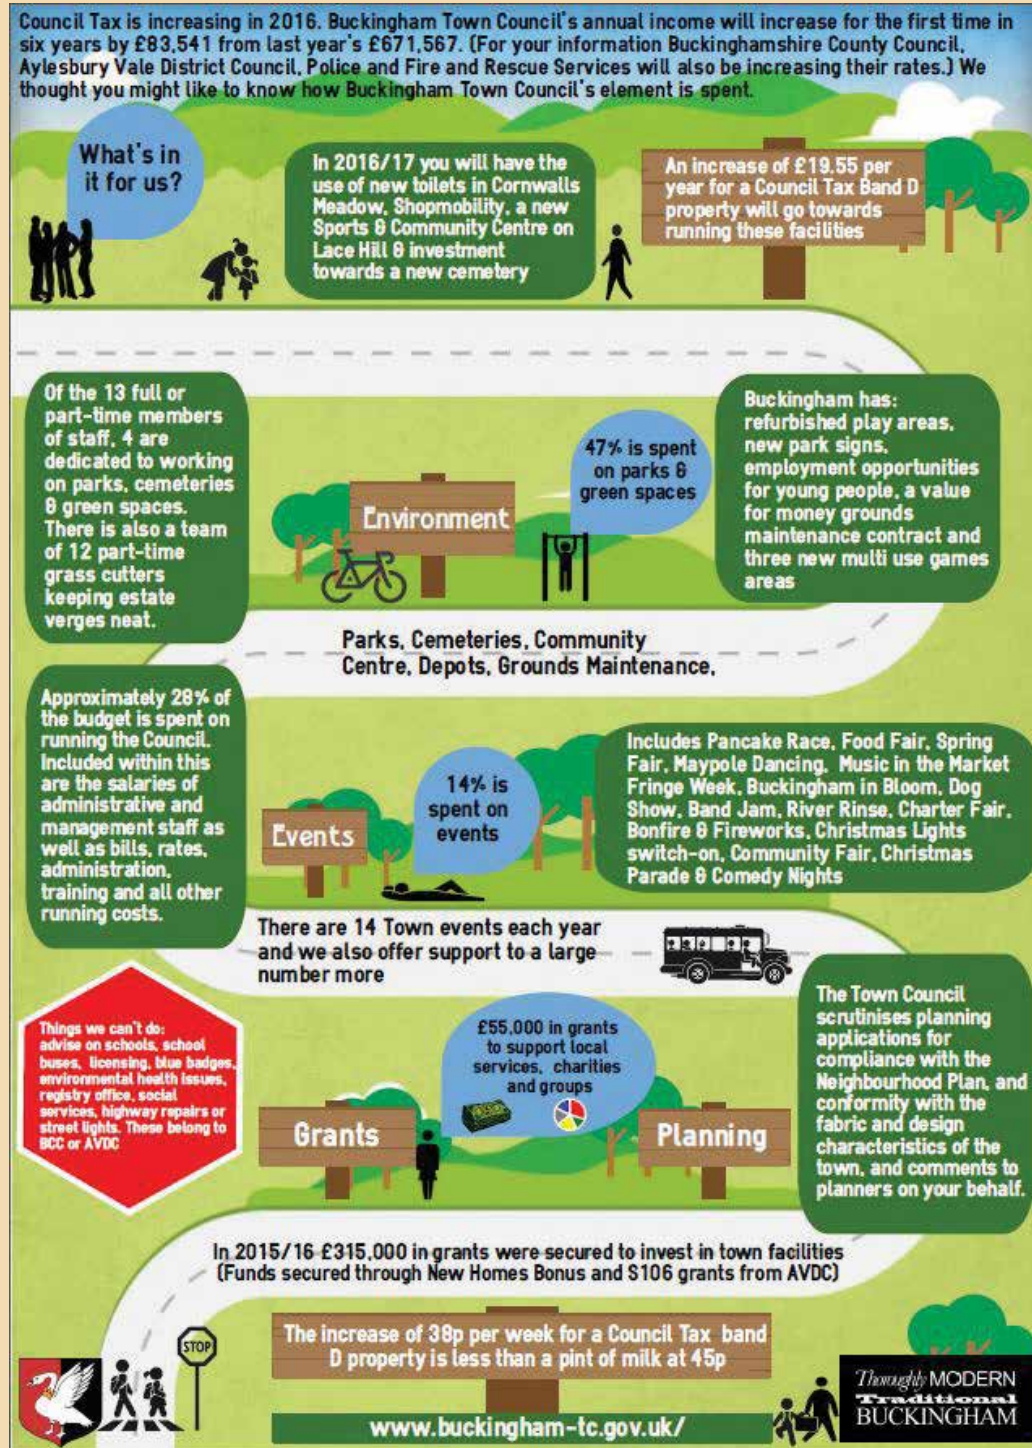 Council Tax is increasing in 2016. Buckingham Town Council's annual income will increase for the first time in
six years by £83,541 from last year's £671,567. (For your information Buckinghamshire County Council,
Aylesbury Vale District Council, Police and Fire and Rescue Services will also be increasing their rates.) We
thought you might like to know how Buckingham Town Council's element is spent.
What's in
it for us?
In 2016/17 you will have the
use of new toilets in Cornwalls
Meadow, Shopmobility, a new
Sports & Community Centre on
Lace Hill & investment
towards a new cemetery
An increase of £19.55 per
year for a Council Tax Band D
property will go towards
running these facilities
Of the 13 full or
part-time members
of staff, 4 are
dedicated to working
on parks, cemeteries
& green spaces.
There is also a team
of 12 part-time
grass cutters
keeping estate
verges neat.
Environment
47% is spent
on parks &
green spaces
Buckingham has:
refurbished play areas,
new park signs,
employment opportunities
for young people, a value
for money grounds
maintenance contract and
three new multi use games
areas
Parks, Cemeteries, Community
Centre, Depots, Grounds Maintenance,
Approximately 28% of
the budget is spent on
running the Council.
Included within this
are the salaries of
administrative and
management staff as
well as bills, rates,
administration,
training and all other
running costs.
Events
14% is
spent on
events
Includes Pancake Race, Food Fair, Spring
Fair, Maypole Dancing, Music in the Market
Fringe Week, Buckingham in Bloom, Dog
Show, Band Jam, River Rinse, Charter Fair,
Bonfire & Fireworks, Christmas Lights
switch-on, Community Fair, Christmas
Parade & Comedy Nights
There are 14 Town events each year
and we also offer support to a large
number more
Things we can't do:
advise on schools, school
buses, licensing, blue badges,
environmental health issues,
registry office, social
services, highway repairs or
street lights. These belong to
BCC or AVDC
£55,000 in grants
to support local
services, charities
and groups
Grants
Planning
The Town Council
scrutinises planning
applications for
compliance with the
Neighbourhood Plan, and
conformity with the
fabric and design
characteristics of the
town, and comments to
planners on your behalf.
In 2015/16 £315,000 in grants were secured to invest in town facilities
(Funds secured through New Homes Bonus and S106 grants from AVDC)
The increase of 38p per week for a Council Tax band
D property is less than a pint of milk at 45p
STOP
www.buckingham-tc.gov.uk/
Thoroughly MODERN
Traditional
BUCKINGHAM